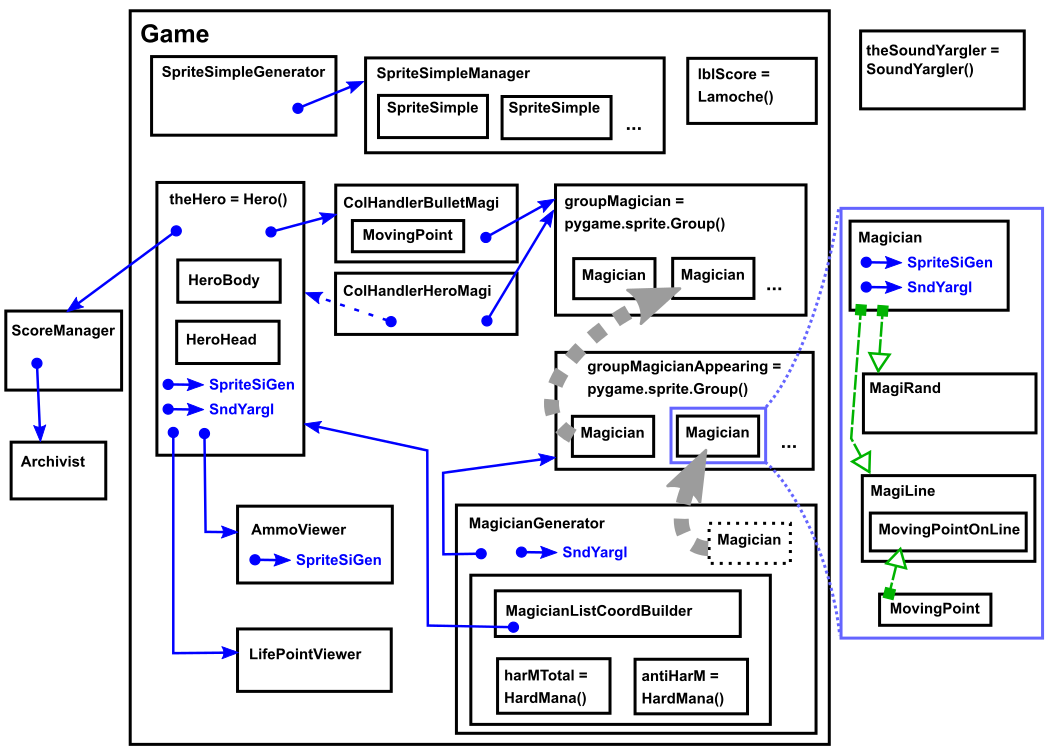 Game
SpriteSimpleGenerator
SpriteSimpleManager
SpriteSimple
SpriteSimple
...
lblScore =
Lamoche()
theSoundYargler =
SoundYargler()
theHero = Hero()
HeroBody
HeroHead
SpriteSiGen
SndYargl
ColHandlerBulletMagi
MovingPoint
ColHandlerHeroMagi
groupMagician =
pygame.sprite.Group()
Magician
Magician
...
ScoreManager
Archivist
groupMagicianAppearing =
pygame.sprite.Group()
Magician
Magician
...
AmmoViewer
SpriteSiGen
LifePointViewer
MagicianGenerator
SndYargl
Magician
MagicianListCoordBuilder
harMTotal =
HardMana()
antiHarM =
HardMana()
Magician
SpriteSiGen
SndYargl
MagiRand
MagiLine
MovingPointOnLine
MovingPoint